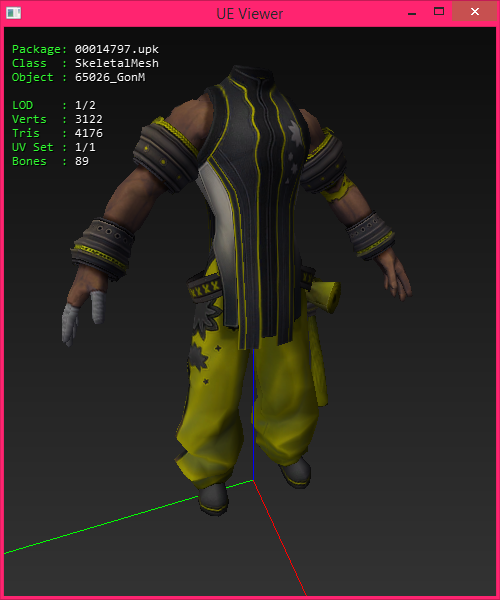 UE Viewer
Package: 00014797.upk
Class  : SkeletalMesh
Object : 65026_GonM
LOD    : 1/2
Verts  : 3122
Tris   : 4176
UV Set : 1/1
Bones  : 89